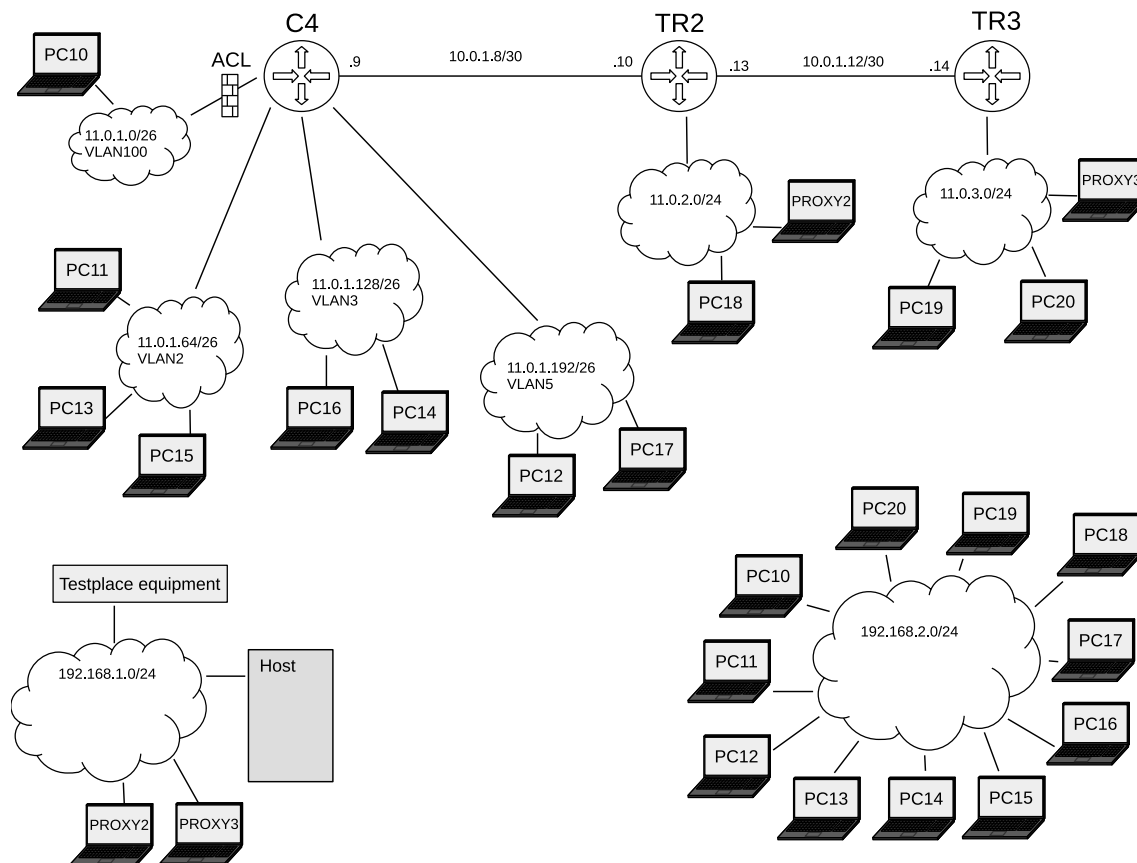 C4
TR2
TR3
PC10
ACL
.9
10.0.1.8/30
.10
.13
10.0.1.12/30
.14
11.0.1.0/26
VLAN100
11.0.2.0/24
PROXY2
11.0.3.0/24
PROXY3
PC11
11.0.1.128/26
VLAN3
PC18
PC19
PC20
11.0.1.64/26
VLAN2
11.0.1.192/26
VLAN5
PC13
PC16
PC14
PC15
PC12
PC17
PC20
PC19
PC18
Testplace equipment
PC10
192.168.2.0/24
192.168.1.0/24
Host
PC11
PC17
PC12
PC16
PC13
PC14
PC15
PROXY2
PROXY3